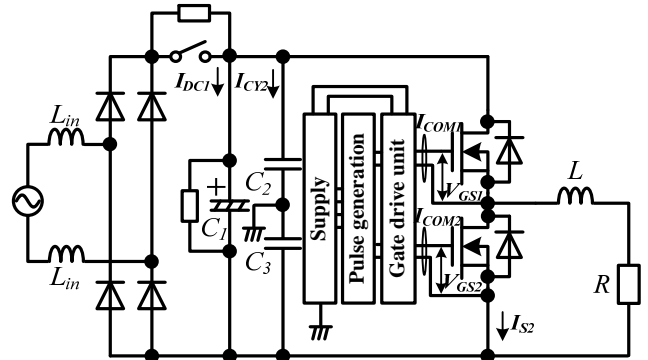 I_DC1
I_CY2
L_in
I_COM1
C_2
Supply
Pulse generation
Gate drive unit
V_GS1
L
+
C_1
I_COM2
C_3
L_in
V_GS2
R
I_S2